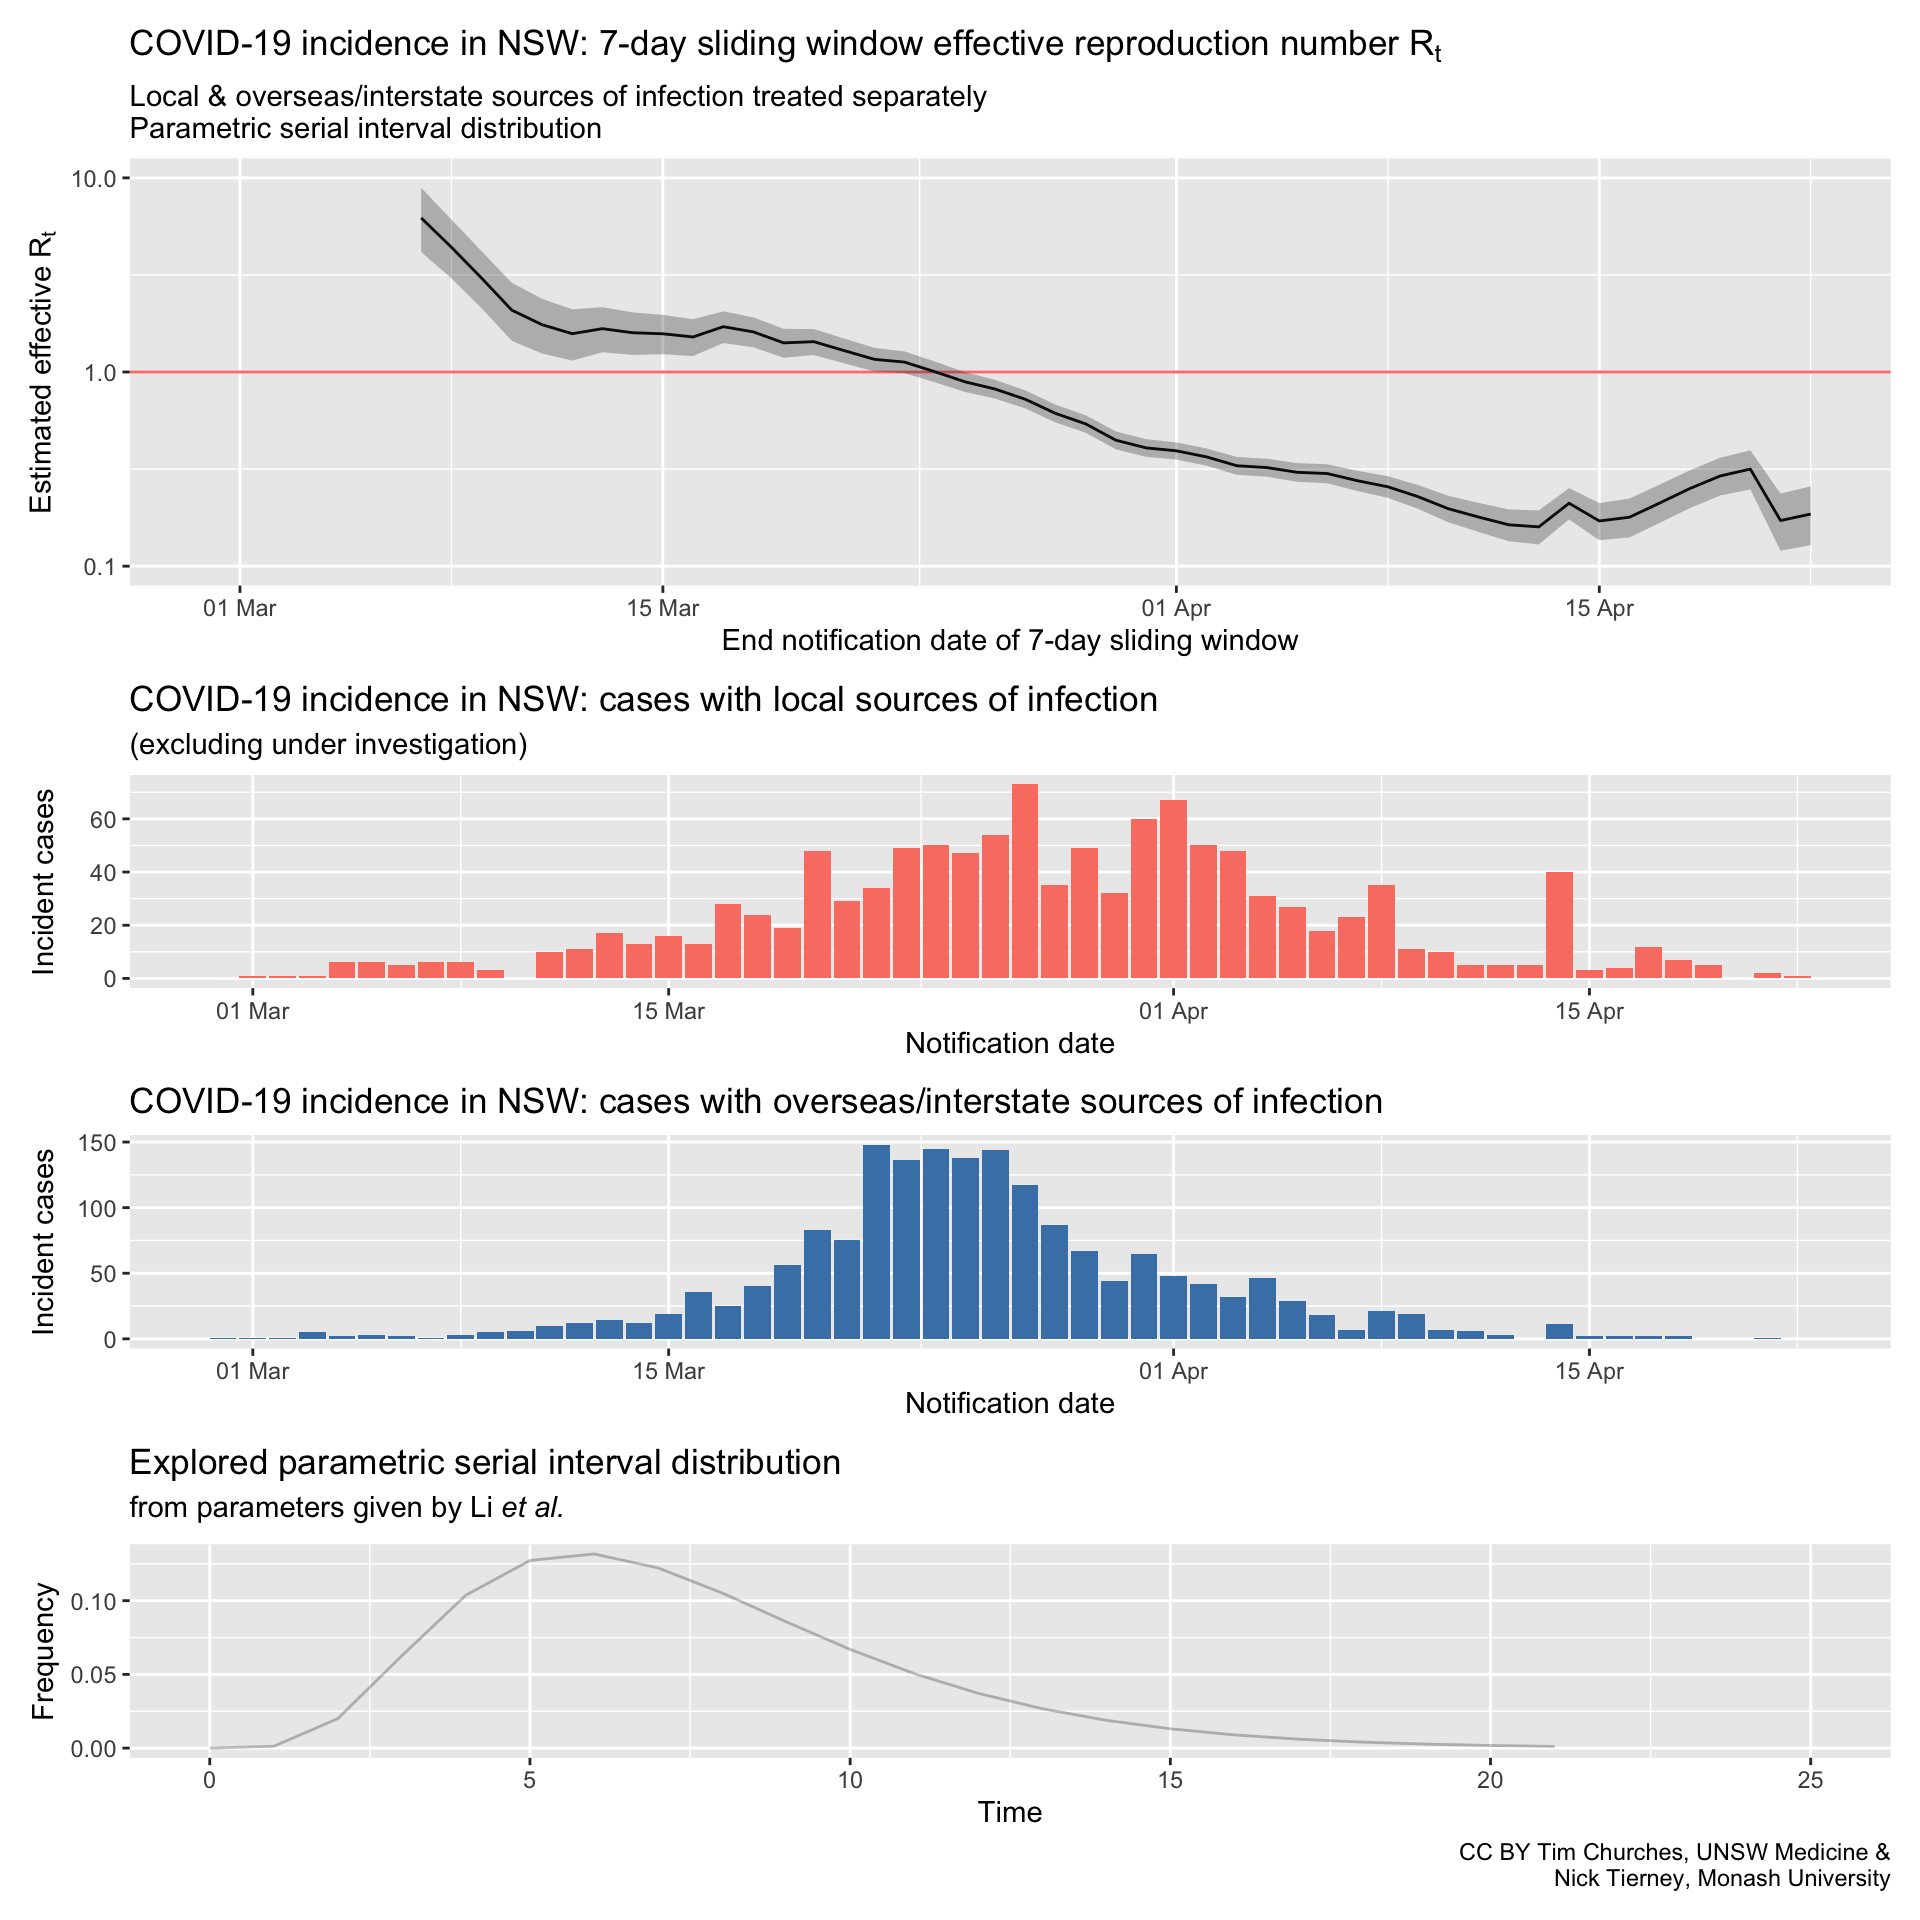 COVID-19 incidence in NSW: 7-day sliding window effective reproduction number Rt
Local & overseas/interstate sources of infection treated separately
Parametric serial interval distribution
Estimated effective Rt
10.0
1.0
0.1
01 Mar 15 Mar 01 Apr 15 Apr
End notification date of 7-day sliding window
COVID-19 incidence in NSW: cases with local sources of infection
(excluding under investigation)
Incident cases
60
40
20
0
01 Mar 15 Mar 01 Apr 15 Apr
Notification date
COVID-19 incidence in NSW: cases with overseas/interstate sources of infection
Incident cases
150
100
50
0
01 Mar 15 Mar 01 Apr 15 Apr
Notification date
Explored parametric serial interval distribution
from parameters given by Li et al.
Frequency
0.10
0.05
0.00
0 5 10 15 20 25
Time
CC BY Tim Churches, UNSW Medicine &
Nick Tierney, Monash University